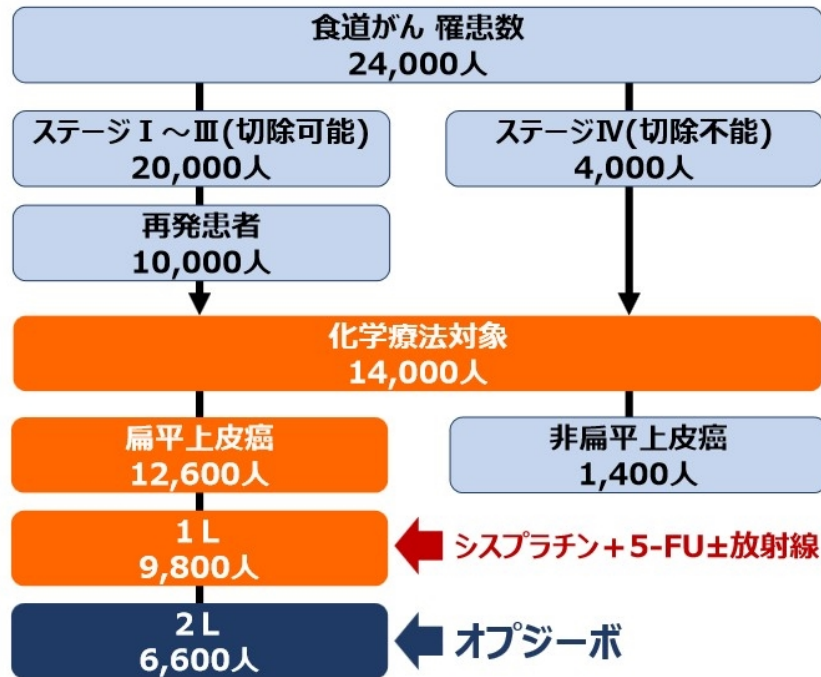 食道がん 罹患数
24,000人
ステージⅠ～Ⅲ(切除可能)
20,000人
ステージⅣ(切除不能)
4,000人
再発患者
10,000人
化学療法対象
14,000人
扁平上皮癌
12,600人
非扁平上皮癌
1,400人
1L
9,800人
シスプラチン＋5-FU±放射線
2L
6,600人
オプジーボ